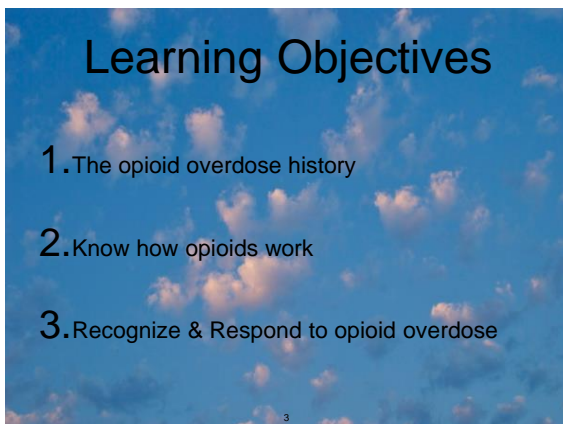 Learning Objectives
1.The opioid overdose history
2.Know how opioids work
3.Recognize & Respond to opioid overdose
3